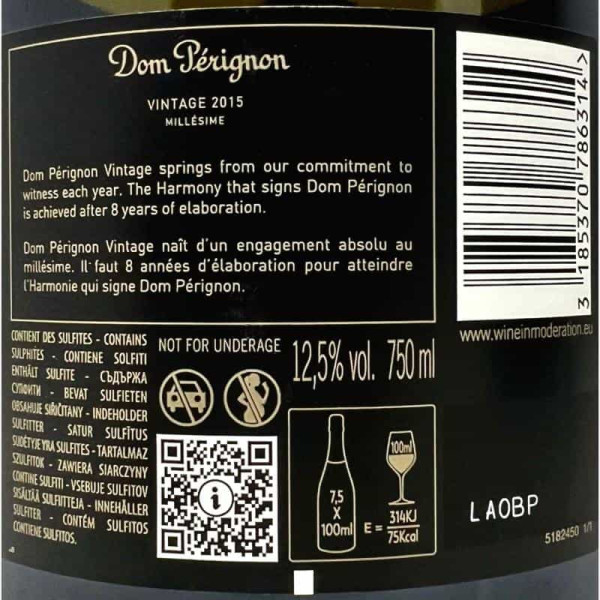 Dom Pérignon
VINTAGE 2015
MILLÉSIME
Dom Pérignon Vintage springs from our commitment to
witness each year. The Harmony that signs Dom Pérignon
is achieved after 8 years of elaboration.
Dom Pérignon Vintage naît d'un engagement absolu au
millésime. Il faut 8 années d'élaboration pour atteindre
l'Harmonie qui signe Dom Pérignon.
3 185370 786314 >
www.wineinmoderation.eu
CONTIENT DES SULFITES - CONTAINS
SULPHITES - CONTIENE SOLFITI
ENTHÄLT SULFITE - СЪДЪРЖА
СУЛФИТИ - BEVAT SULFIETEN
OBSAHUJE SIŘIČITANY - INDEHOLDER
SULFITTER - SATUR SULFĪTUS
SUDĖTYJE YRA SULFITES - TARTALMAZ
SZULFITOK - ZAWIERA SIARCZYNY
CONTINE SULFITI - VSEBUJE SULFITOV
SISÄLTÄÄ SULFIITTEJA - INNEHÅLLER
SULFITER - CONTÉM SULFITOS
CONTIENE SULFITOS.
NOT FOR UNDERAGE
i
12,5% vol. 750 ml
7,5
X
100ml
100ml
E = 314KJ
75Kcal
LAOBP
5182450 1/1